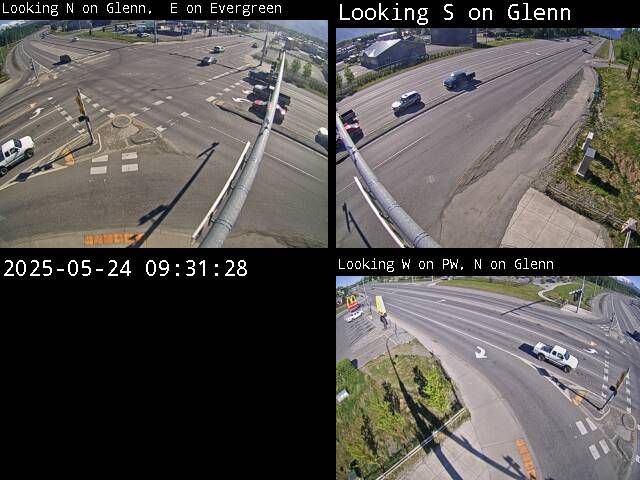 Looking N on Glenn,  E on Evergreen
Looking S on Glenn
2025-05-24 09:31:28
Looking W on PW, N on Glenn